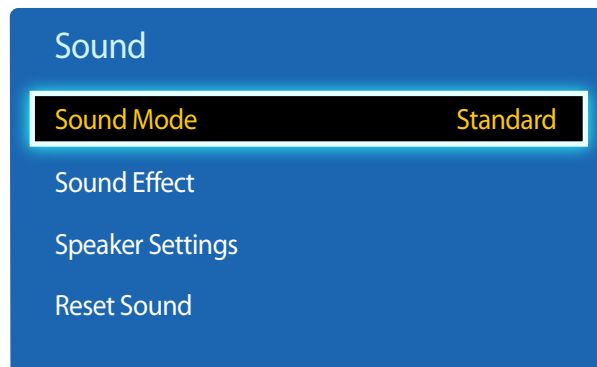 Sound
Sound Mode Standard
Sound Effect
Speaker Settings
Reset Sound